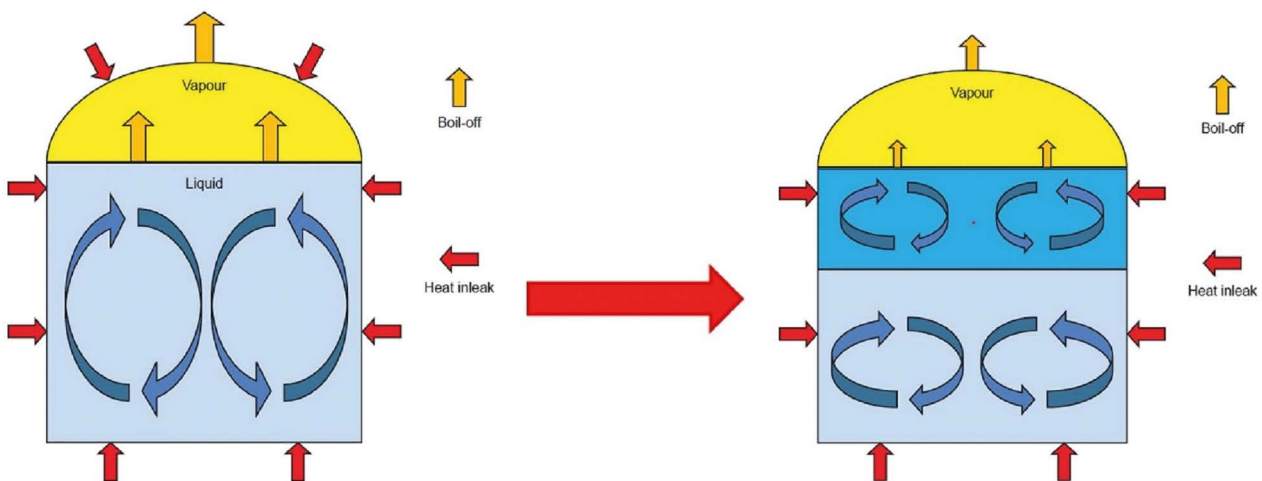 Vapour
Boil-off
Liquid
Heat inleak
Vapour
Boil-off
Heat inleak